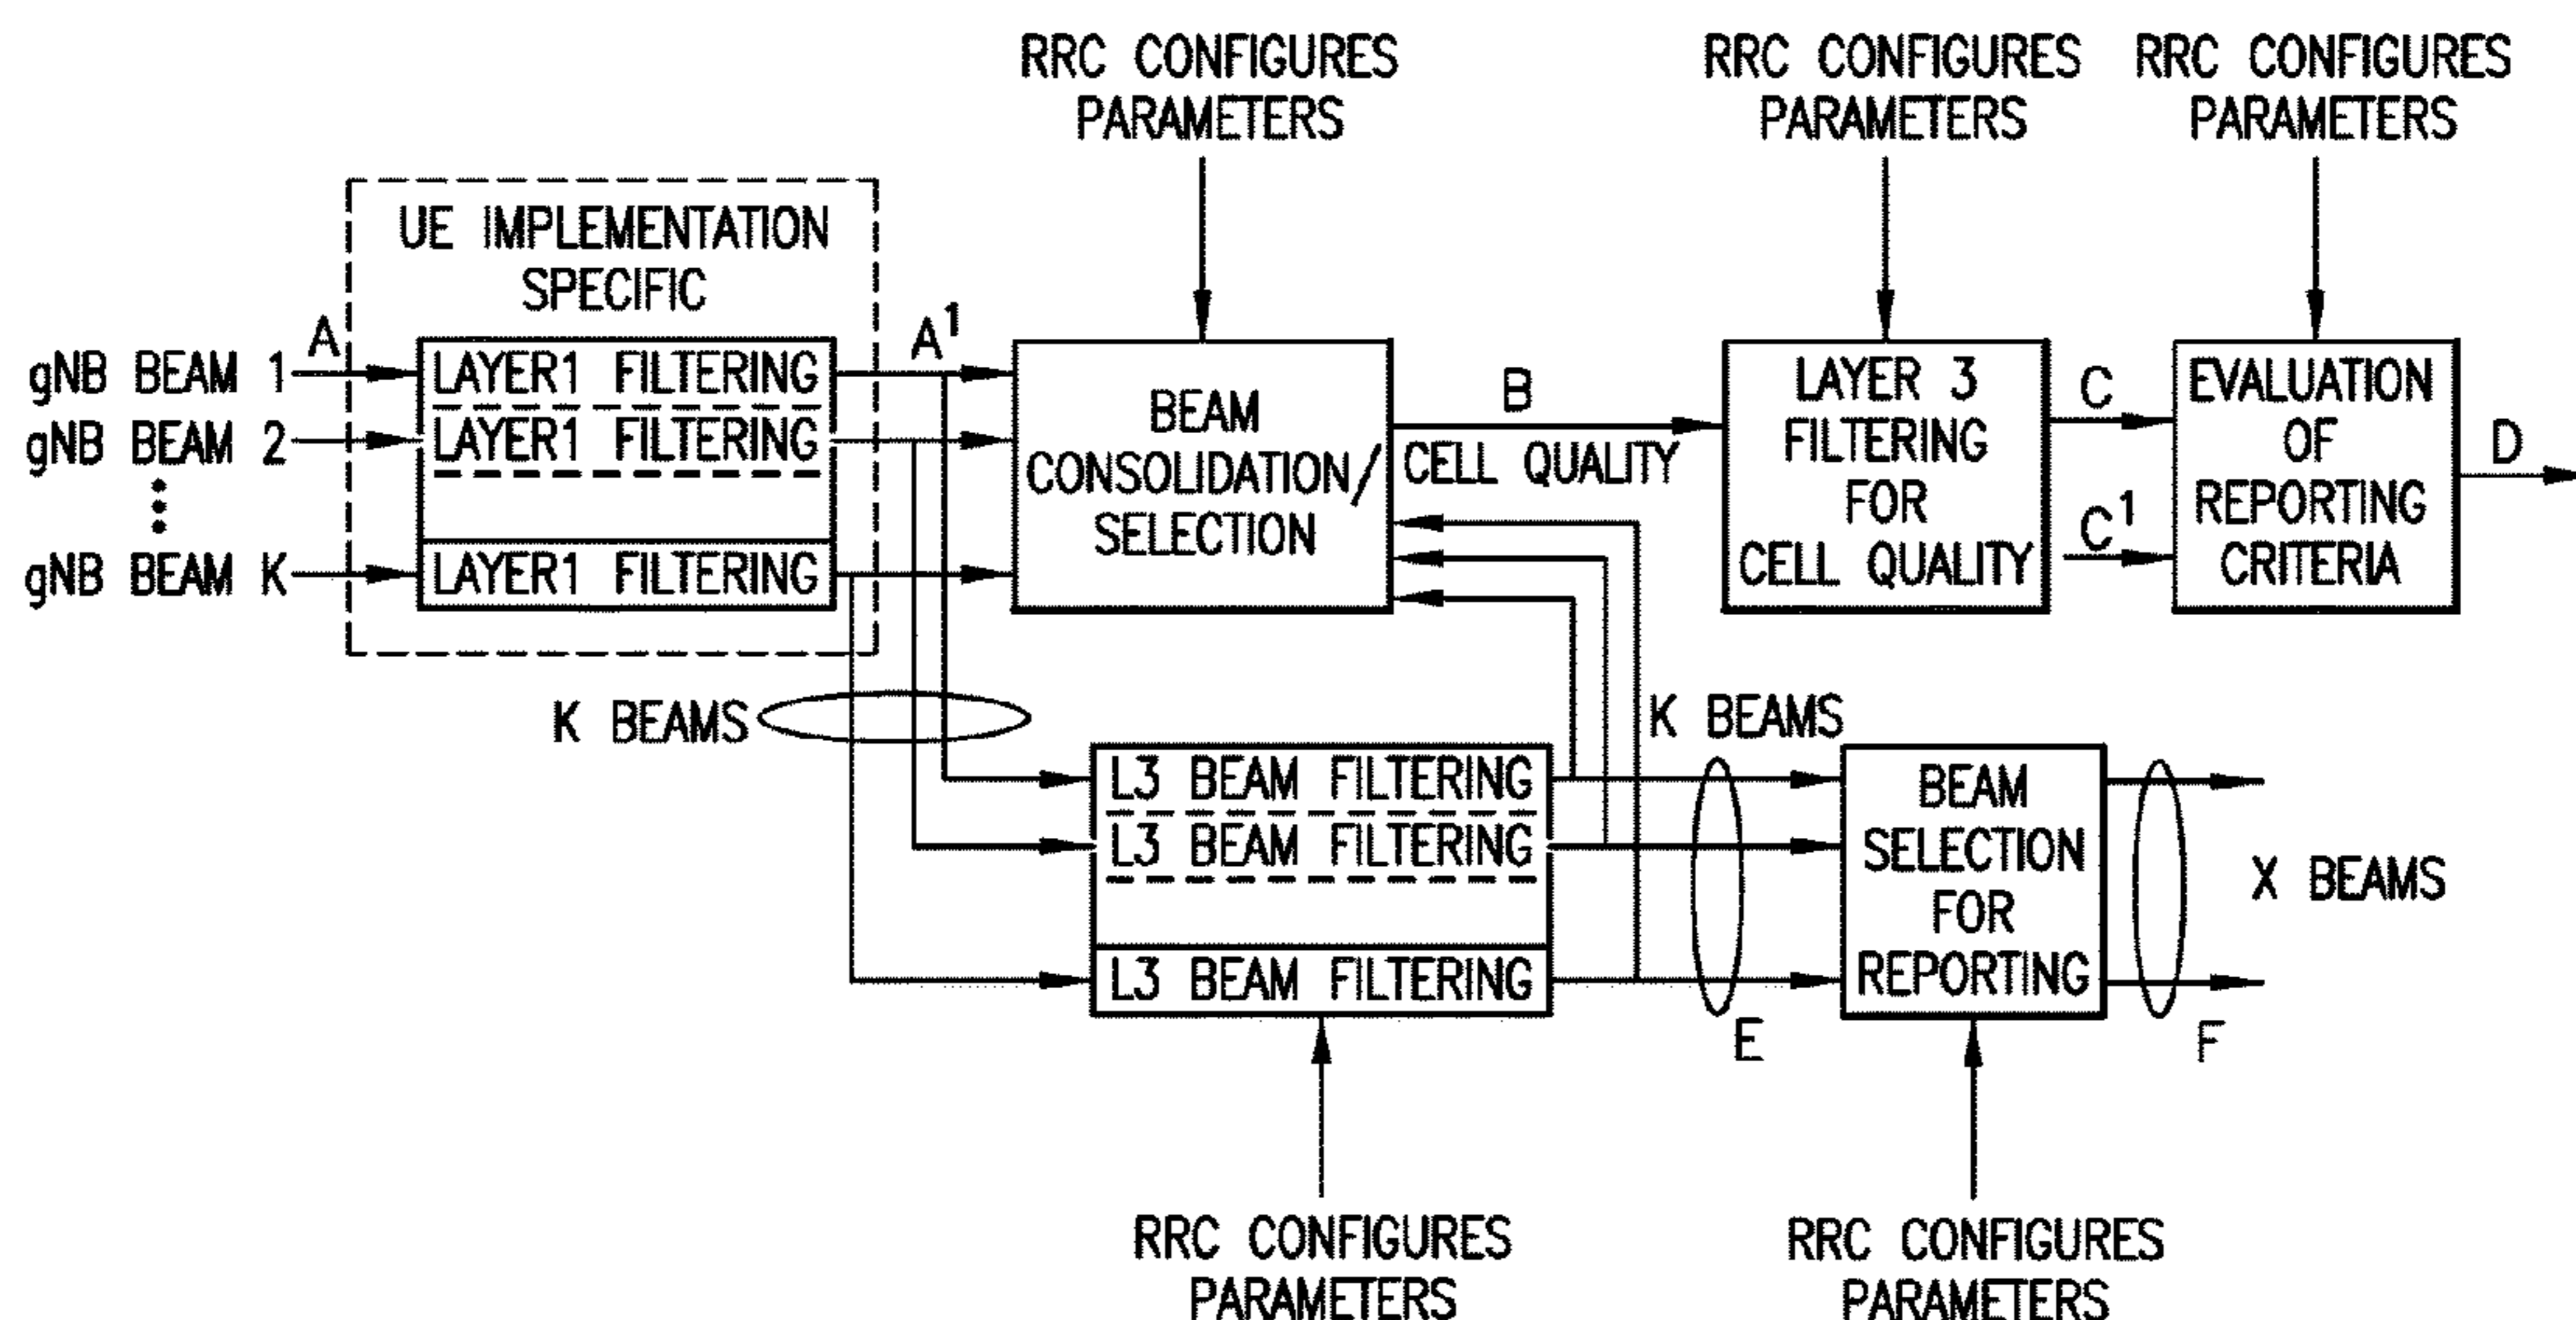 RRC CONFIGURES
PARAMETERS
RRC CONFIGURES
PARAMETERS
RRC CONFIGURES
PARAMETERS
UE IMPLEMENTATION
SPECIFIC
gNB BEAM 1
A
LAYER1 FILTERING
A1
gNB BEAM 2
LAYER1 FILTERING
gNB BEAM K
LAYER1 FILTERING
BEAM
CONSOLIDATION/
SELECTION
B
CELL QUALITY
LAYER 3
FILTERING
FOR
CELL QUALITY
C
C1
EVALUATION
OF
REPORTING
CRITERIA
D
K BEAMS
L3 BEAM FILTERING
L3 BEAM FILTERING
L3 BEAM FILTERING
K BEAMS
E
BEAM
SELECTION
FOR
REPORTING
X BEAMS
F
RRC CONFIGURES
PARAMETERS
RRC CONFIGURES
PARAMETERS